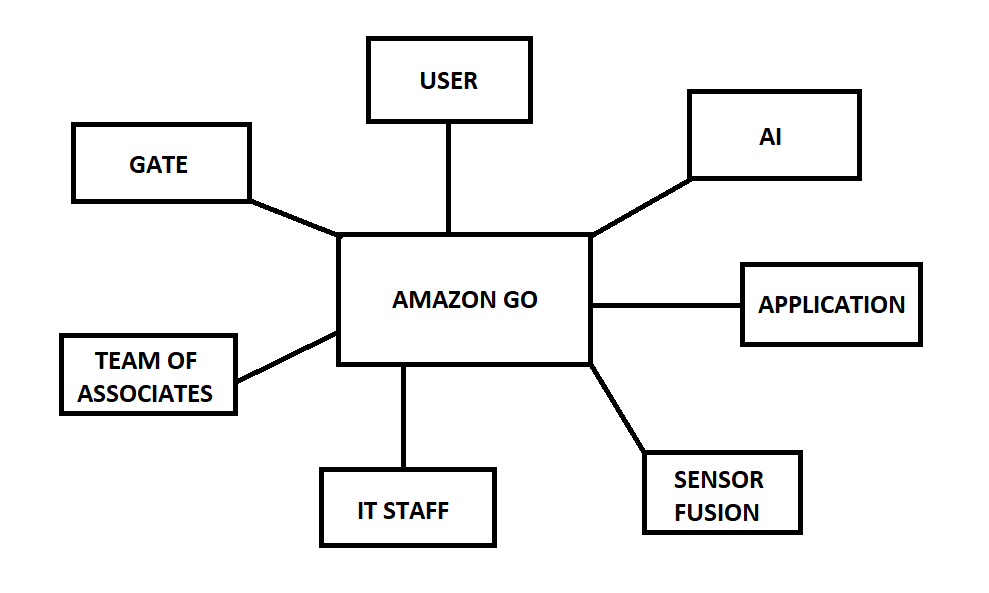 USER
AI
GATE
AMAZON GO
APPLICATION
TEAM OF
ASSOCIATES
IT STAFF
SENSOR
FUSION